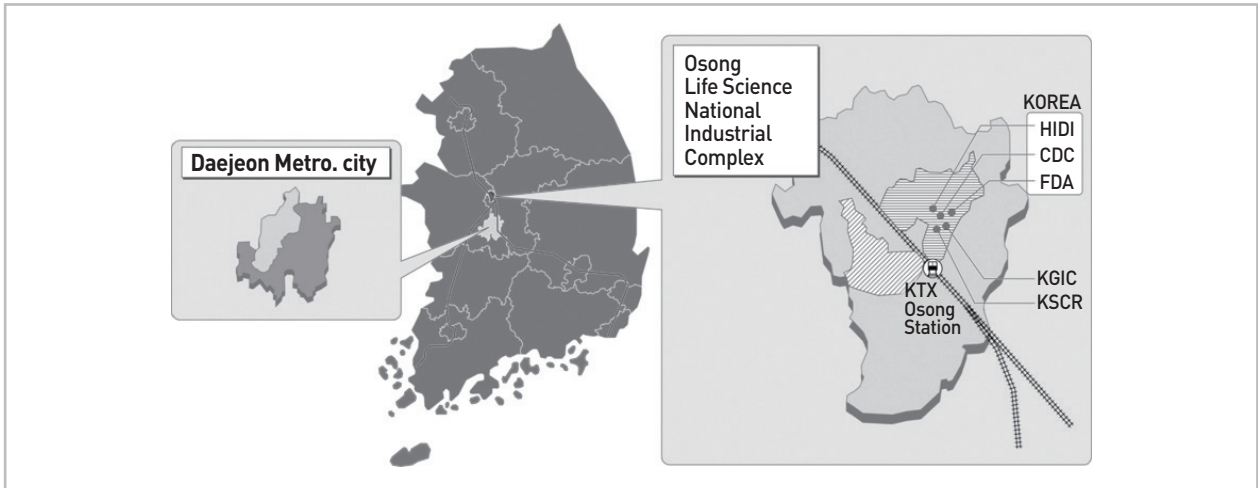 Daejeon Metro. city
Osong
Life Science
National
Industrial
Complex
KOREA
HIDI
CDC
FDA
KGIC
KSCR
KTX
Osong
Station